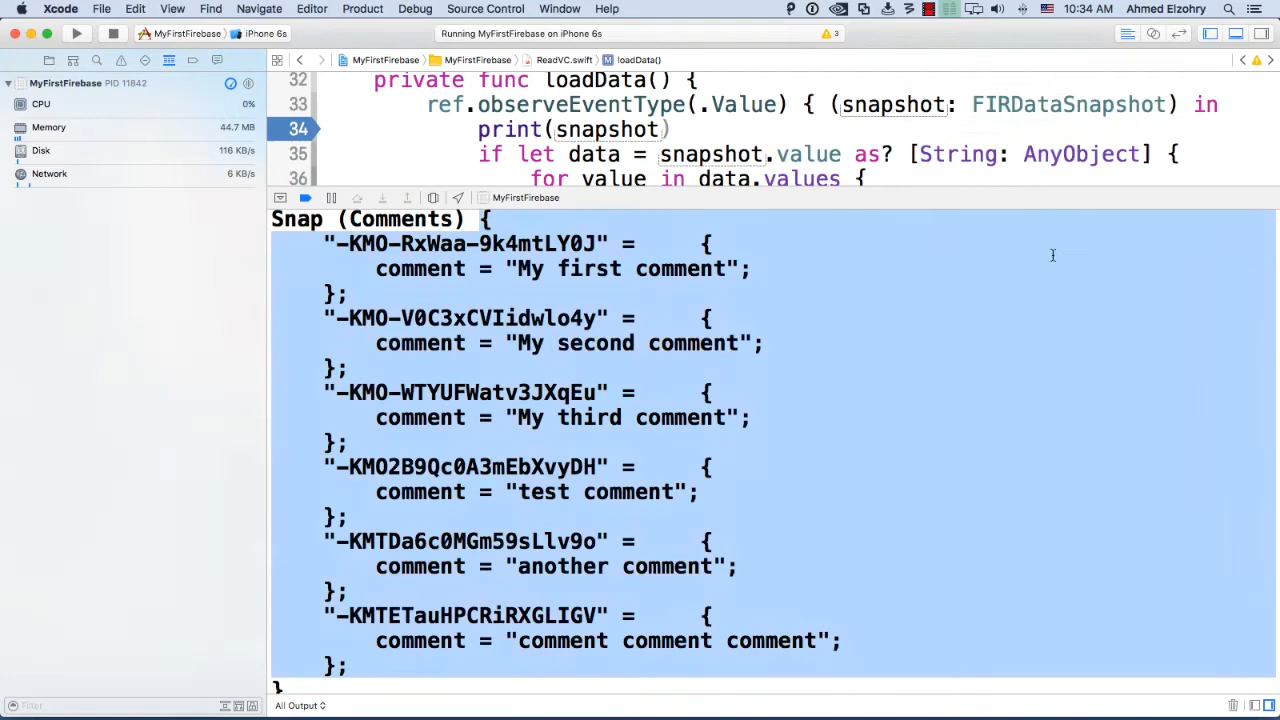 Xcode File Edit View Find Navigate Editor Product Debug Source Control Window Help 10:34 AM Ahmed Elzohry
MyFirstFirebase iPhone 6s Running MyFirstFirebase on iPhone 6s 3
MyFirstFirebase MyFirstFirebase ReadVC.swift M loadData()
MyFirstFirebase PID 11842
CPU 0%
Memory 44.7 MB
Disk 116 KB/s
Network 6 KB/s
32 private func loadData() {
33 ref.observeEventType(.Value) { (snapshot: FIRDataSnapshot) in
34 print(snapshot)
35 if let data = snapshot.value as? [String: AnyObject] {
36 for value in data.values {
MyFirstFirebase
Snap (Comments) {
"-KMO-RxWaa-9k4mtLY0J" = {
comment = "My first comment";
};
"-KMO-V0C3xCVIidwlo4y" = {
comment = "My second comment";
};
"-KMO-WTYUFWatv3JXqEu" = {
comment = "My third comment";
};
"-KMO2B9Qc0A3mEbXvyDH" = {
comment = "test comment";
};
"-KMTDa6c0MGm59sLlv9o" = {
comment = "another comment";
};
"-KMTETauHPCRiRXGLIGV" = {
comment = "comment comment comment";
};
}
Filter
All Output